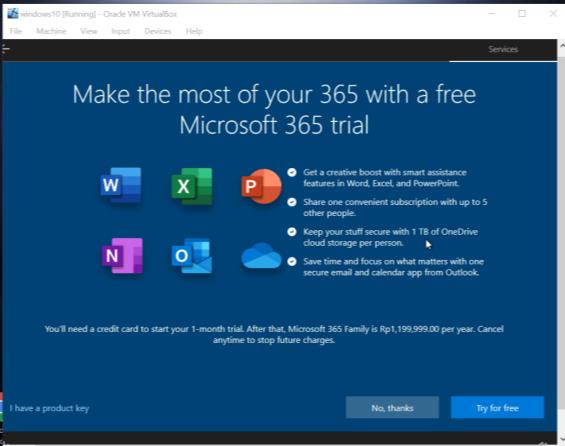 windows10 [Running] - Oracle VM VirtualBox
File Machine View Input Devices Help
Services
Make the most of your 365 with a free
Microsoft 365 trial
W X P
N O
Get a creative boost with smart assistance
features in Word, Excel, and PowerPoint.
Share one convenient subscription with up to 5
other people.
Keep your stuff secure with 1 TB of OneDrive
cloud storage per person.
Save time and focus on what matters with one
secure email and calendar app from Outlook.
You'll need a credit card to start your 1-month trial. After that, Microsoft 365 Family is Rp1,199,999.00 per year. Cancel
anytime to stop future charges.
I have a product key
No, thanks
Try for free